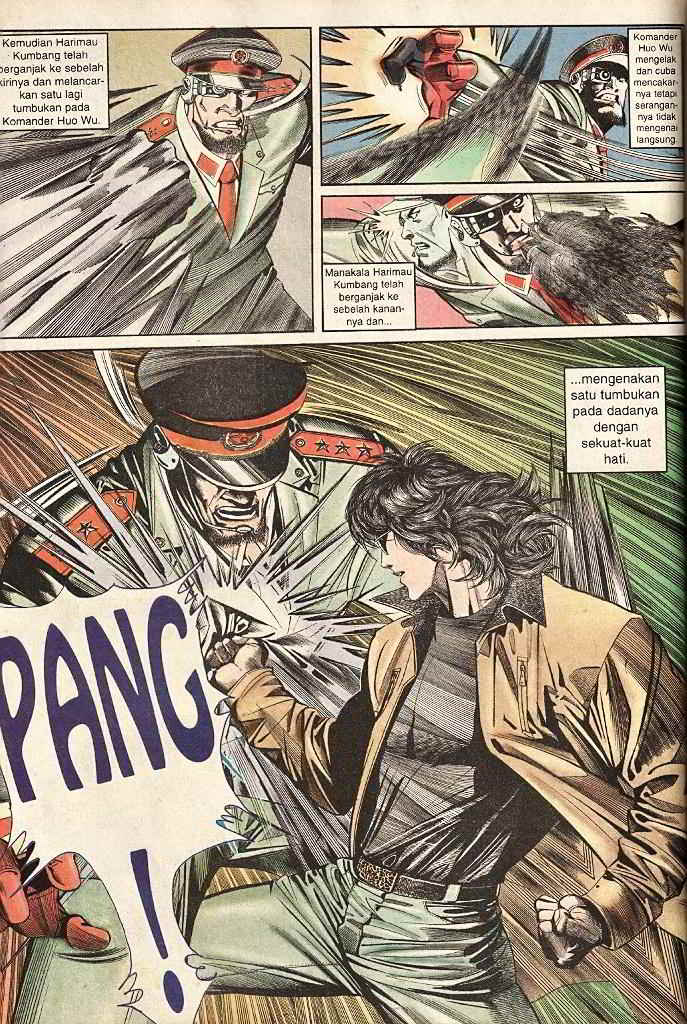 Kemudian Harimau
Kumbang telah
berganjak ke sebelah
kirinya dan melancar-
kan satu lagi
tumbukan pada
Komander Huo Wu.
Komander
Huo Wu
mengelak
dan cuba
mencakar-
nya tetapi
serangan-
nya tidak
mengenai
langsung.
Manakala Harimau
Kumbang telah
berganjak ke
sebelah kanan-
nya dan...
...mengenakan
satu tumbukan
pada dadanya
dengan
sekuat-kuat
hati.
PANG
!